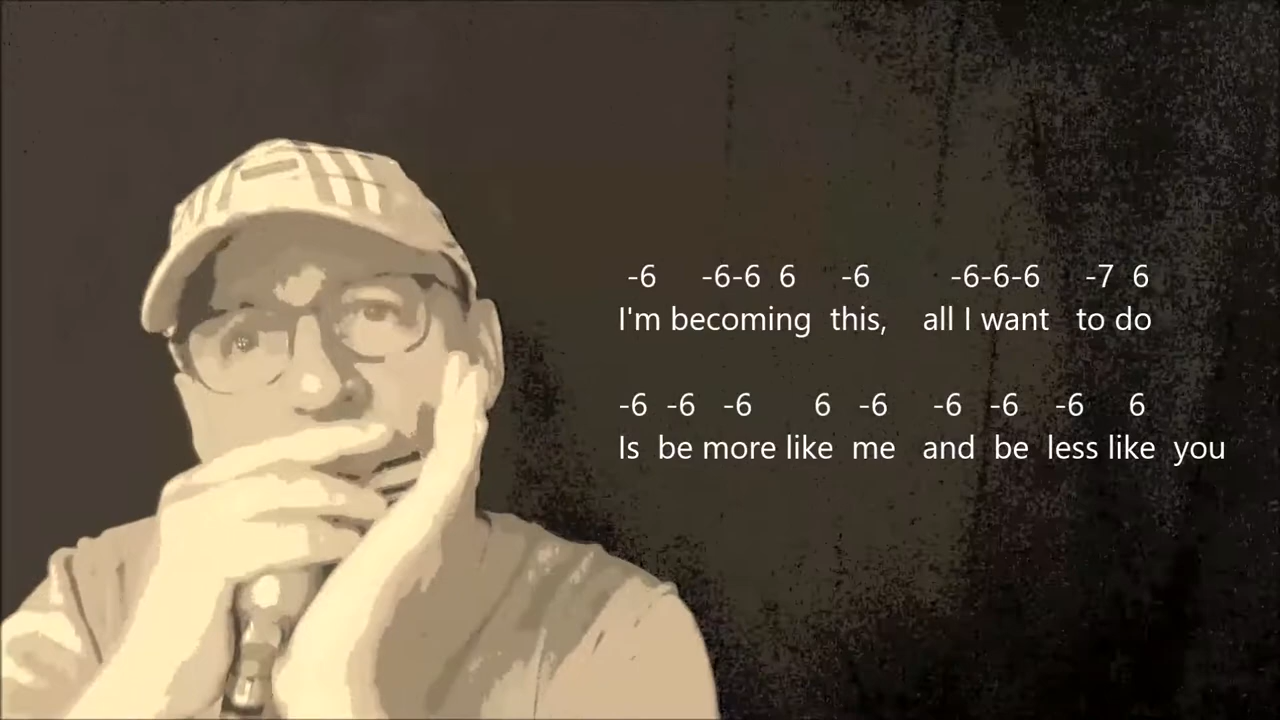 -6 -6-6 6 -6 -6-6-6 -7 6
I'm becoming this, all I want to do
-6 -6 -6 6 -6 -6 -6 -6 6
Is be more like me and be less like you